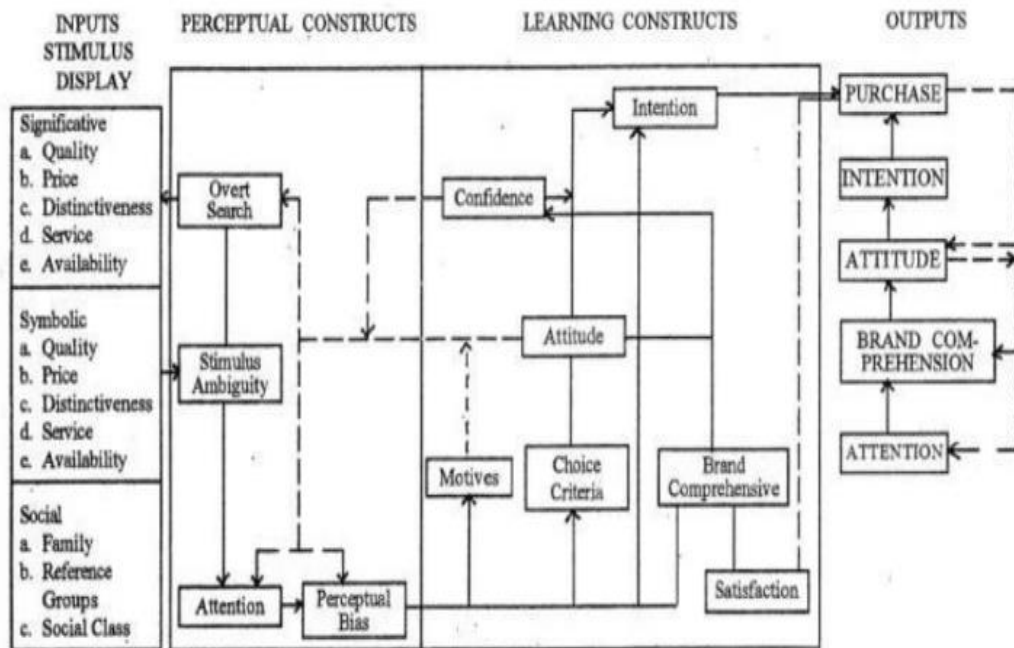 INPUTS
STIMULUS
DISPLAY
PERCEPTUAL CONSTRUCTS
LEARNING CONSTRUCTS
OUTPUTS
Significative
a. Quality
b. Price
c. Distinctiveness
d. Service
e. Availability
Symbolic
a. Quality
b. Price
c. Distinctiveness
d. Service
e. Availability
Social
a. Family
b. Reference
Groups
c. Social Class
Overt
Search
Stimulus
Ambiguity
Attention
Perceptual
Bias
Intention
Confidence
Attitude
Motives
Choice
Criteria
Brand
Comprehensive
Satisfaction
PURCHASE
INTENTION
ATTITUDE
BRAND COM-
PREHENSION
ATTENTION